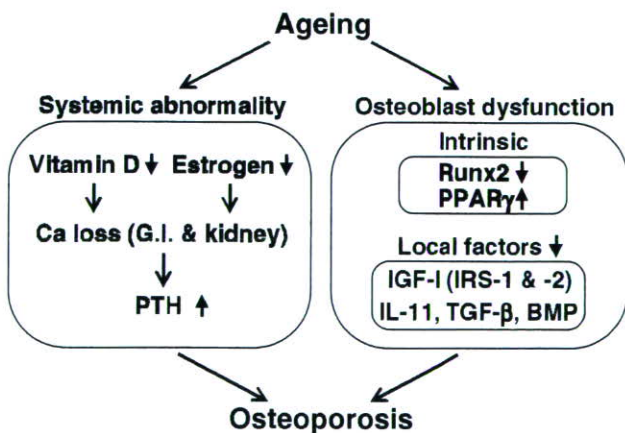 Ageing
Systemic abnormality
Vitamin D ↓ Estrogen ↓
Ca loss (G.I. & kidney)
PTH ↑
Osteoblast dysfunction
Intrinsic
Runx2 ↓
PPARγ ↑
Local factors ↓
IGF-I (IRS-1 & -2)
IL-11, TGF-β, BMP
Osteoporosis